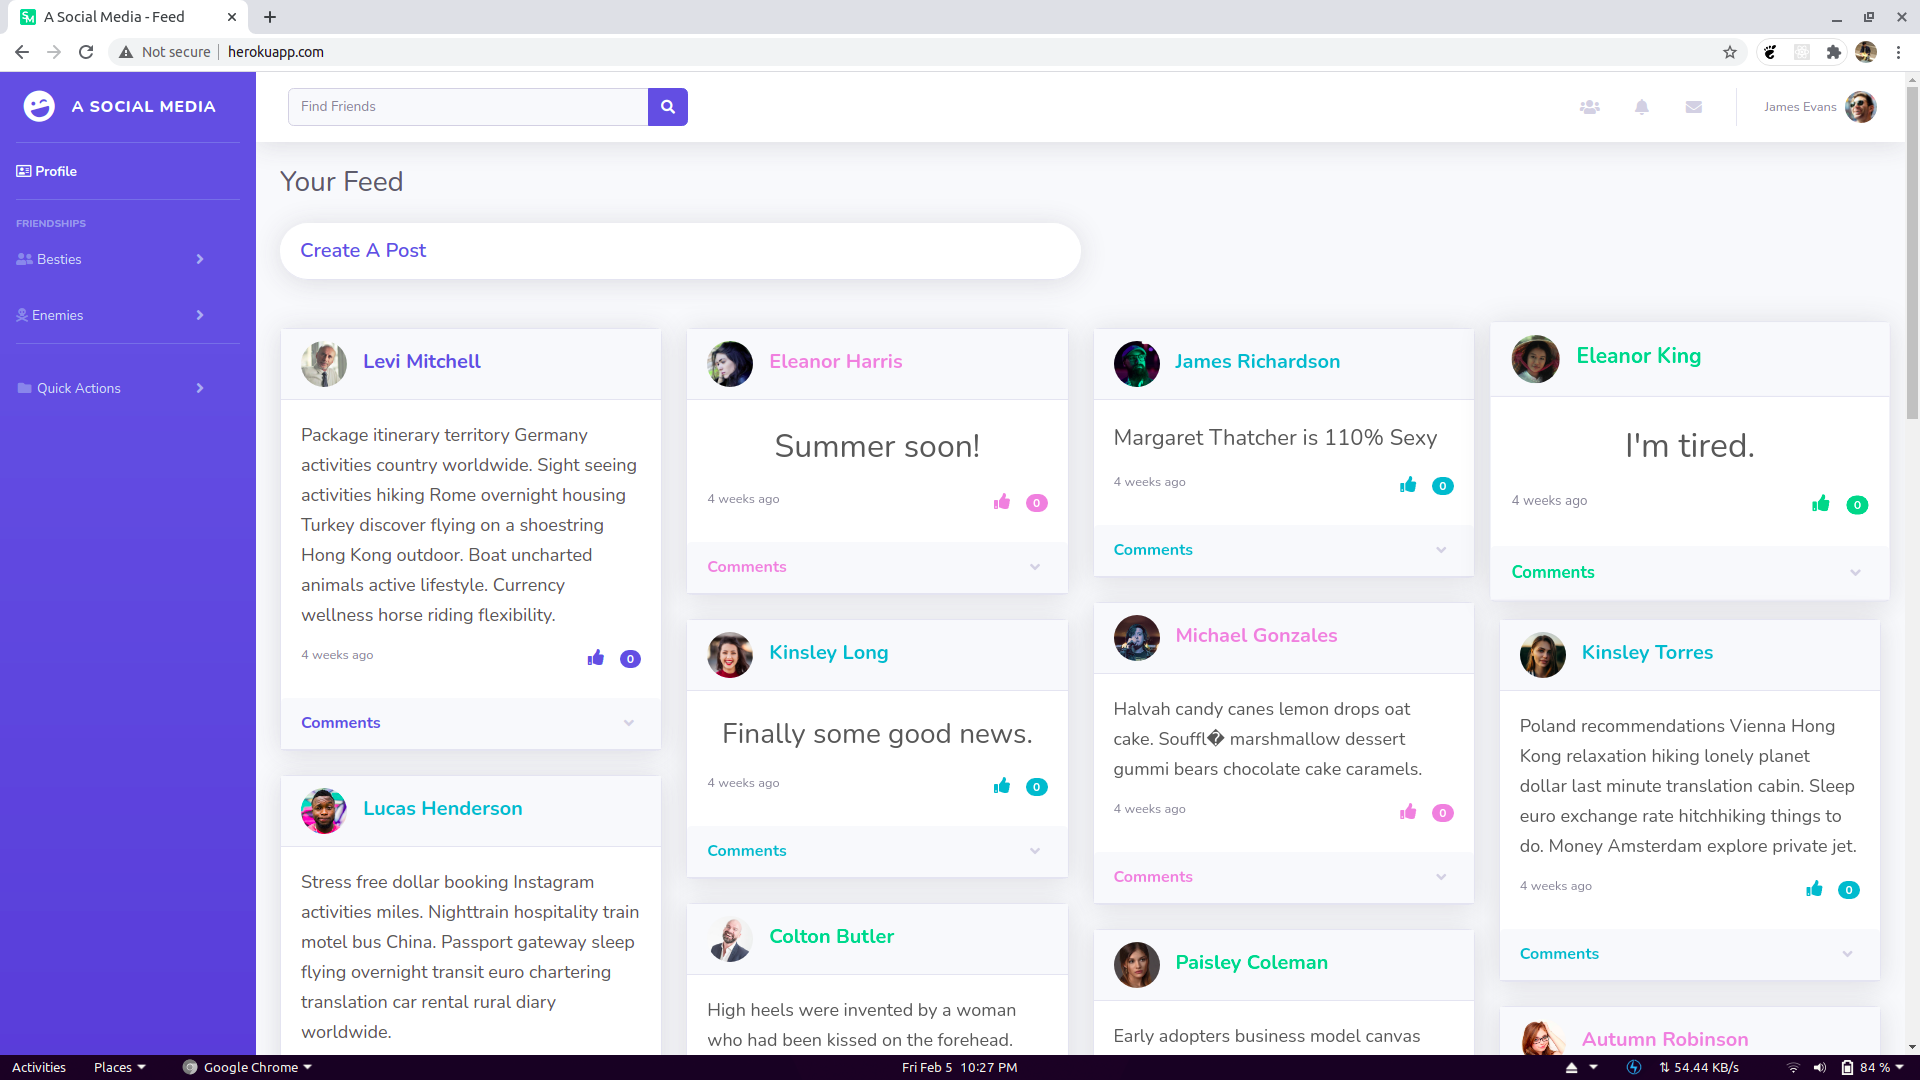 A Social Media - Feed
Not secure
herokuapp.com
A SOCIAL MEDIA
Find Friends
James Evans
Profile
FRIENDSHIPS
Besties
Enemies
Quick Actions
Your Feed
Create A Post
Levi Mitchell
Package itinerary territory Germany
activities country worldwide. Sight seeing
activities hiking Rome overnight housing
Turkey discover flying on a shoestring
Hong Kong outdoor. Boat uncharted
animals active lifestyle. Currency
wellness horse riding flexibility.
4 weeks ago
0
Comments
Lucas Henderson
Stress free dollar booking Instagram
activities miles. Nighttrain hospitality train
motel bus China. Passport gateway sleep
flying overnight transit euro chartering
translation car rental rural diary
worldwide.
Eleanor Harris
Summer soon!
4 weeks ago
0
Comments
Kinsley Long
Finally some good news.
4 weeks ago
0
Comments
Colton Butler
High heels were invented by a woman
who had been kissed on the forehead.
James Richardson
Margaret Thatcher is 110% Sexy
4 weeks ago
0
Comments
Michael Gonzales
Halvah candy canes lemon drops oat
cake. Souffl� marshmallow dessert
gummi bears chocolate cake caramels.
4 weeks ago
0
Comments
Paisley Coleman
Early adopters business model canvas
Eleanor King
I'm tired.
4 weeks ago
0
Comments
Kinsley Torres
Poland recommendations Vienna Hong
Kong relaxation hiking lonely planet
dollar last minute translation cabin. Sleep
euro exchange rate hitchhiking things to
do. Money Amsterdam explore private jet.
4 weeks ago
0
Comments
Autumn Robinson
Activities
Places
Google Chrome
Fri Feb 5 10:27 PM
54.44 KB/s
84 %